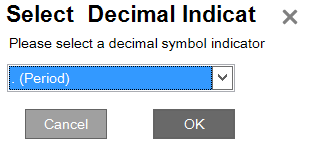 Select  Decimal Indicat
Please select a decimal symbol indicator
. (Period)
Cancel
OK